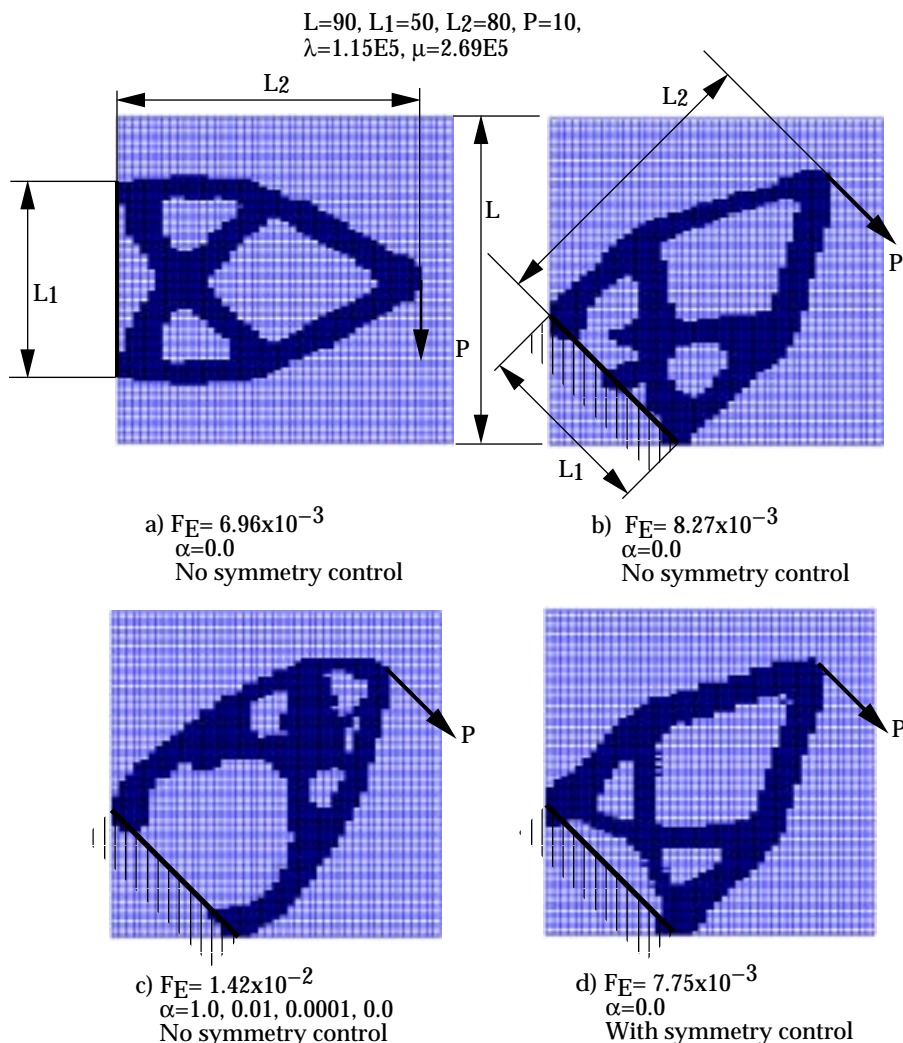 L=90, L1=50, L2=80, P=10,
λ=1.15E5, μ=2.69E5
L2
L2
L
P
L1
P
L1
a) FE= 6.96x10−3
α=0.0
No symmetry control
b) FE= 8.27x10−3
α=0.0
No symmetry control
P
P
c) FE= 1.42x10−2
α=1.0, 0.01, 0.0001, 0.0
No symmetry control
d) FE= 7.75x10−3
α=0.0
With symmetry control